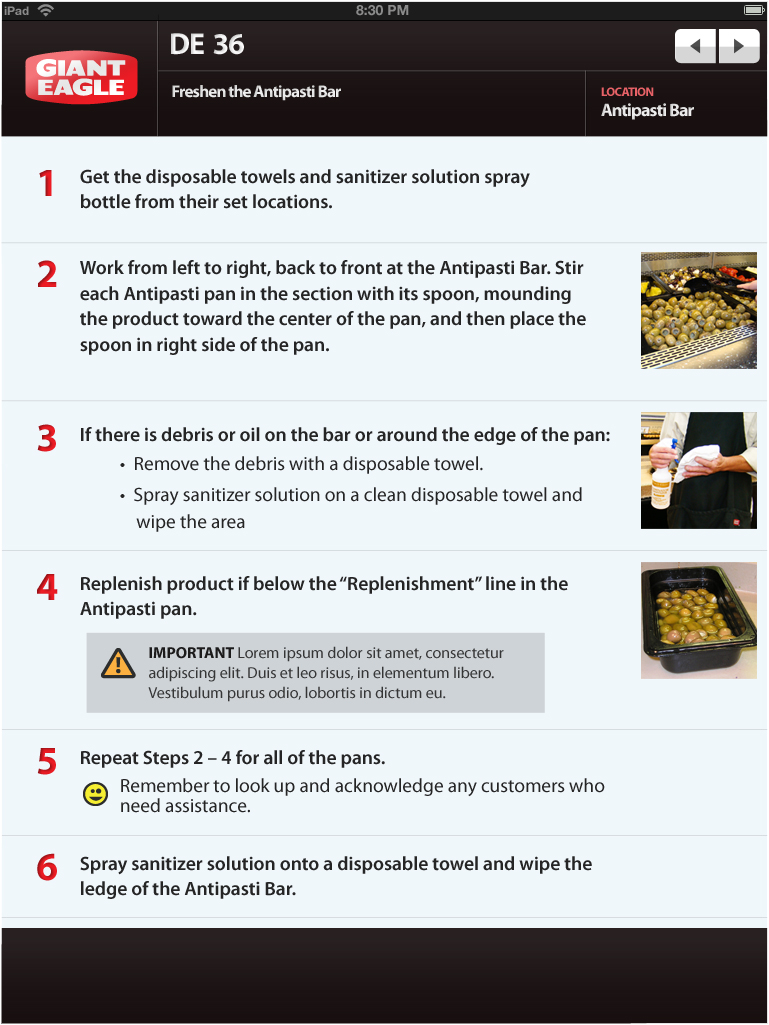 iPad 8:30 PM
GIANT
EAGLE
DE 36
Freshen the Antipasti Bar
LOCATION
Antipasti Bar
1 Get the disposable towels and sanitizer solution spray
bottle from their set locations.
2 Work from left to right, back to front at the Antipasti Bar. Stir
each Antipasti pan in the section with its spoon, mounding
the product toward the center of the pan, and then place the
spoon in right side of the pan.
3 If there is debris or oil on the bar or around the edge of the pan:
• Remove the debris with a disposable towel.
• Spray sanitizer solution on a clean disposable towel and
wipe the area
4 Replenish product if below the “Replenishment” line in the
Antipasti pan.
IMPORTANT Lorem ipsum dolor sit amet, consectetur
adipiscing elit. Duis et leo risus, in elementum libero.
Vestibulum purus odio, lobortis in dictum eu.
5 Repeat Steps 2 – 4 for all of the pans.
Remember to look up and acknowledge any customers who
need assistance.
6 Spray sanitizer solution onto a disposable towel and wipe the
ledge of the Antipasti Bar.